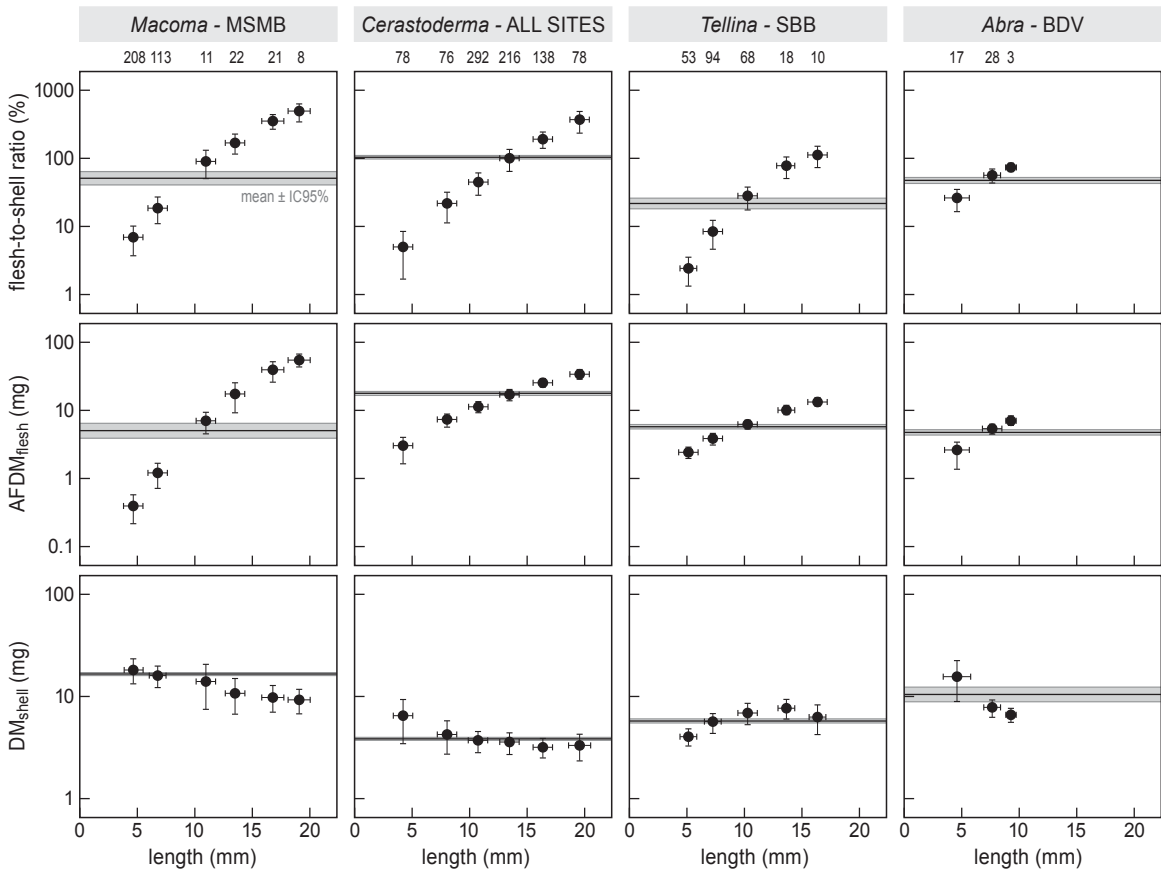 Macoma - MSMB
Cerastoderma - ALL SITES
Tellina - SBB
Abra - BDV
208 113 11 22 21 8
78 76 292 216 138 78
53 94 68 18 10
17 28 3
flesh-to-shell ratio (%)
1000
100
10
1
mean ± IC95%
AFDMflesh (mg)
100
10
1
0.1
DMshell (mg)
100
10
1
0 5 10 15 20
0 5 10 15 20
0 5 10 15 20
0 5 10 15 20
length (mm)
length (mm)
length (mm)
length (mm)